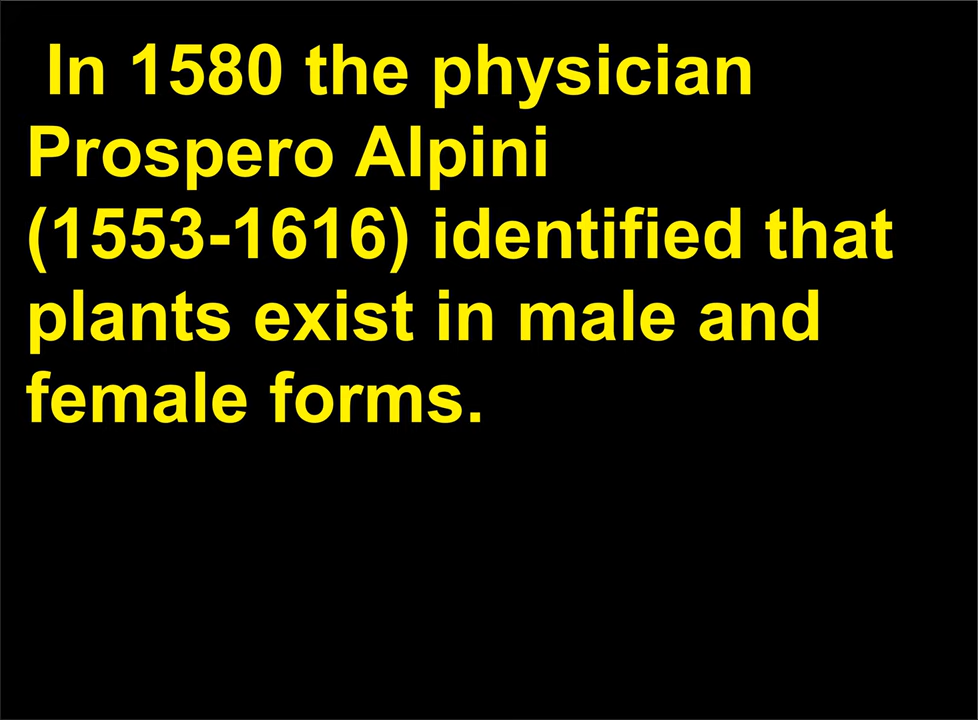 In 1580 the physician
Prospero Alpini
(1553-1616) identified that
plants exist in male and
female forms.